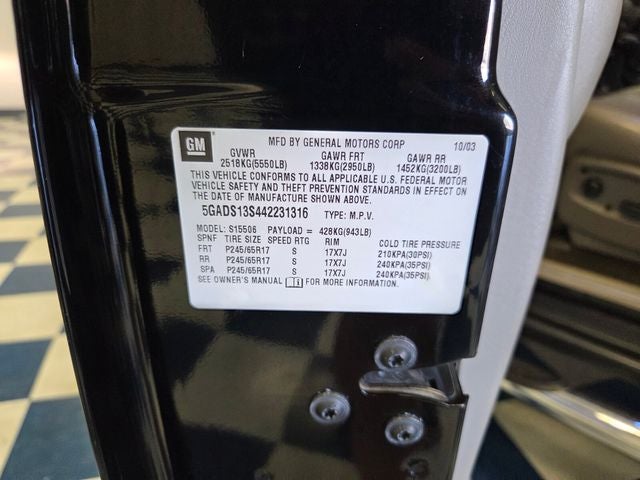 GM MFD BY GENERAL MOTORS CORP 10/03
GVWR GAWR FRT GAWR RR
2518KG(5550LB) 1338KG(2950LB) 1452KG(3200LB)
THIS VEHICLE CONFORMS TO ALL APPLICABLE U.S. FEDERAL MOTOR
VEHICLE SAFETY AND THEFT PREVENTION STANDARDS IN EFFECT ON
THE DATE OF MANUFACTURE SHOWN ABOVE.
5GADS13S442231316 TYPE: M.P.V.
MODEL: S15506 PAYLOAD = 428KG(943LB)
SPNF TIRE SIZE SPEED RTG RIM COLD TIRE PRESSURE
FRT P245/65R17 S 17X7J 210KPA(30PSI)
RR P245/65R17 S 17X7J 240KPA(35PSI)
SPA P245/65R17 S 17X7J 240KPA(35PSI)
SEE OWNER'S MANUAL i FOR MORE INFORMATION.